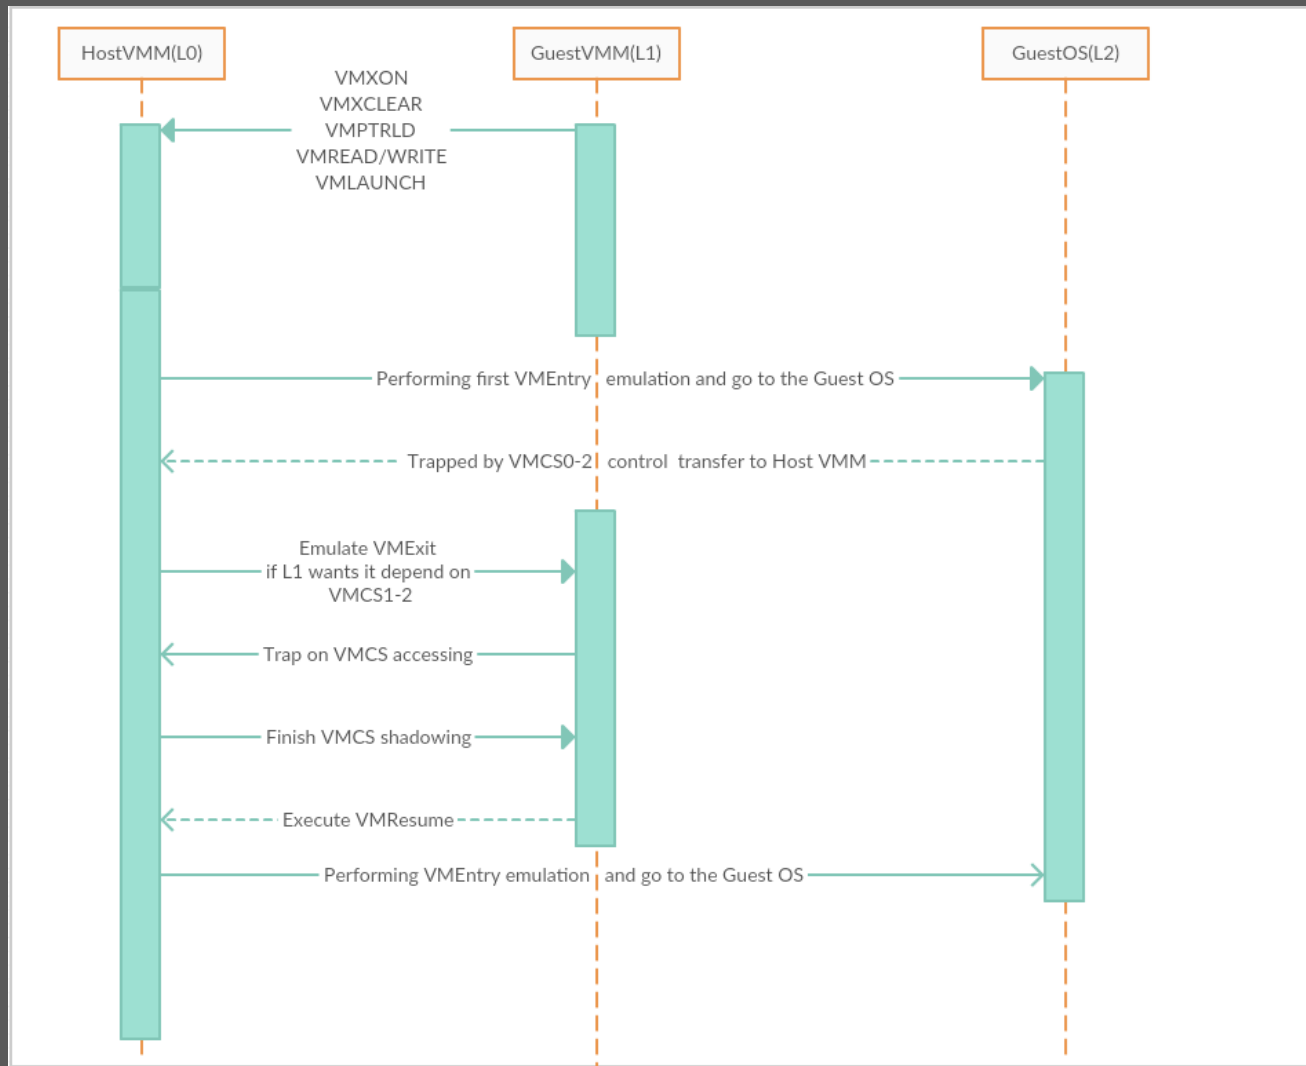 HostVMM(L0)
GuestVMM(L1)
GuestOS(L2)
VMXON
VMXCLEAR
VMPTRLD
VMREAD/WRITE
VMLAUNCH
Performing first VMEntry emulation and go to the Guest OS
Trapped by VMCS0-2 control transfer to Host VMM
Emulate VMExit
if L1 wants it depend on
VMCS1-2
Trap on VMCS accessing
Finish VMCS shadowing
Execute VMResume
Performing VMEntry emulation and go to the Guest OS